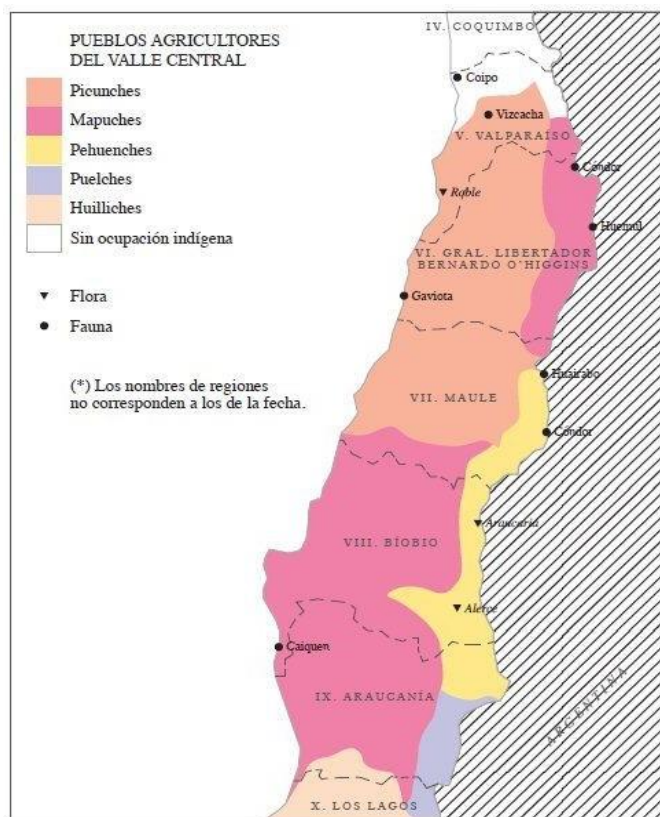 PUEBLOS AGRICULTORES
DEL VALLE CENTRAL
Picunches
Mapuches
Pehuenches
Puelches
Huilliches
Sin ocupación indígena
Flora
Fauna
(*) Los nombres de regiones
no corresponden a los de la fecha.
IV. COQUIMBO
Coipo
Vizcacha
V. VALPARAISO
Cóndor
Roble
Huemul
VI. GRAL. LIBERTADOR
BERNARDO O'HIGGINS
Gaviota
Huairabo
VII. MAULE
Cóndor
Araucaria
VIII. BÍOBIO
Alerce
Caiquen
IX. ARAUCANÍA
ARGENTINA
X. LOS LAGOS